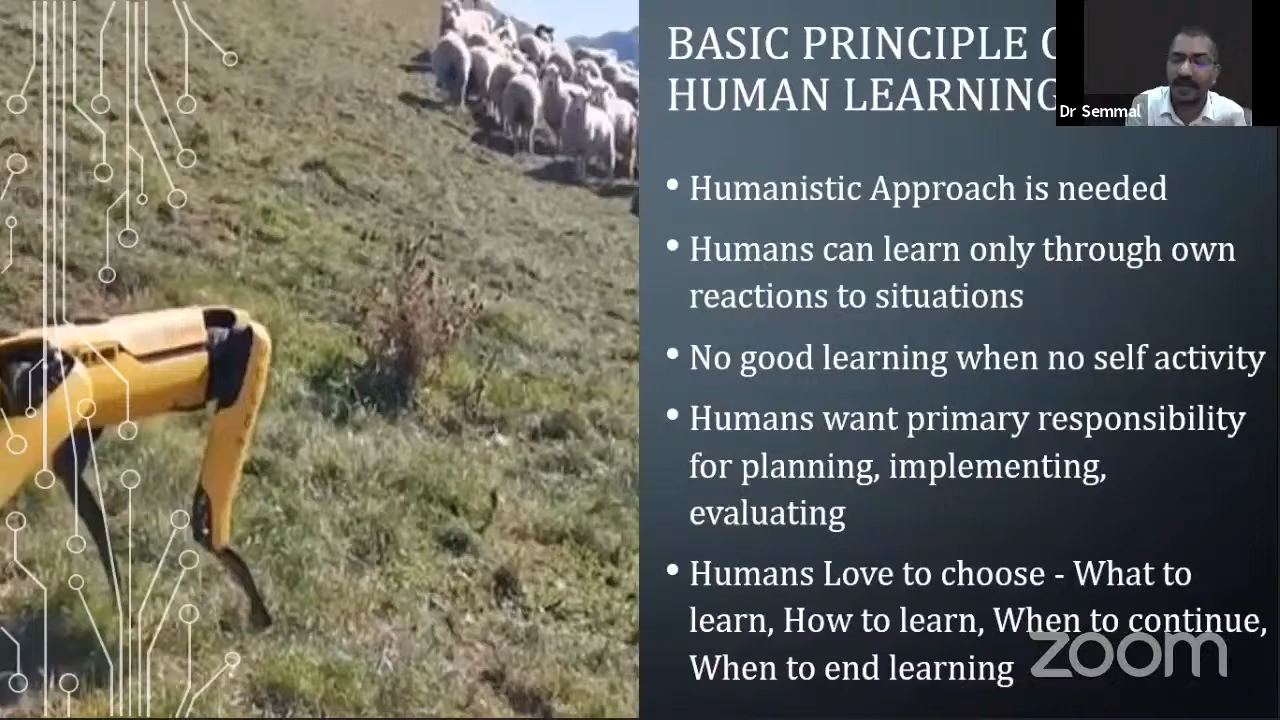 BASIC PRINCIPLE
HUMAN LEARNING
Dr Semmal
• Humanistic Approach is needed
• Humans can learn only through own
reactions to situations
• No good learning when no self activity
• Humans want primary responsibility
for planning, implementing,
evaluating
• Humans Love to choose - What to
learn, How to learn, When to continue,
When to end learning
zoom